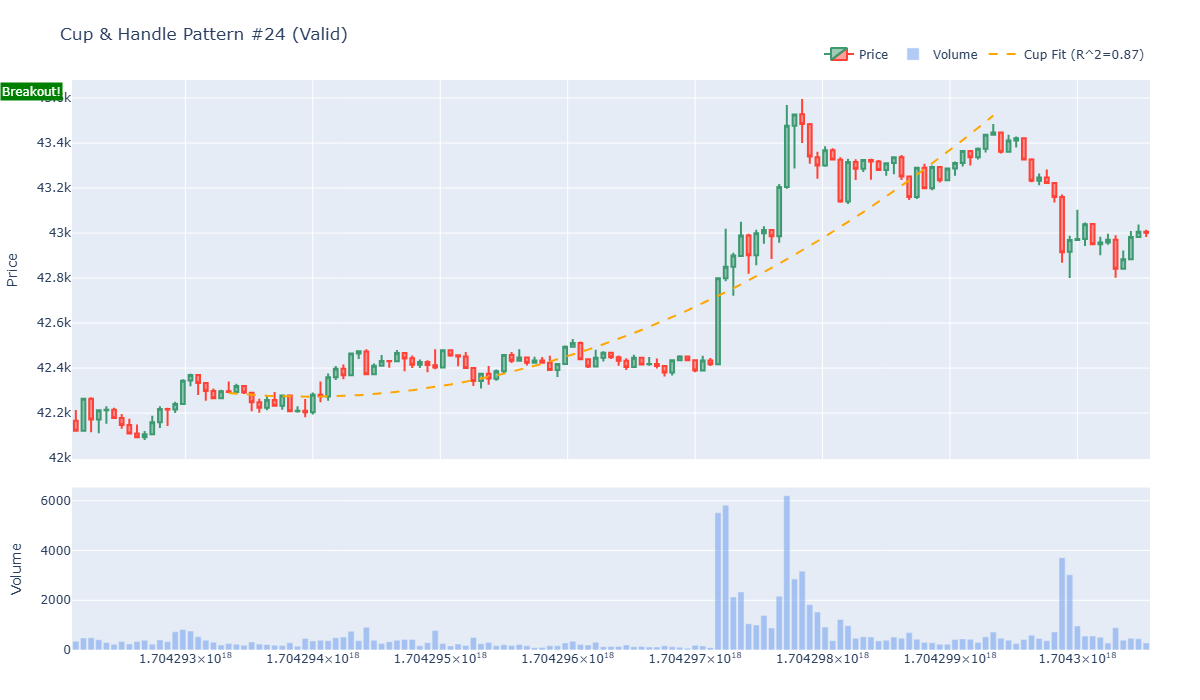 Cup & Handle Pattern #24 (Valid)
Price
Volume
Cup Fit (R^2=0.87)
Breakout!
43.4k
43.2k
43k
42.8k
42.6k
42.4k
42.2k
42k
Price
6000
4000
2000
0
Volume
1.704293×10¹⁸
1.704294×10¹⁸
1.704295×10¹⁸
1.704296×10¹⁸
1.704297×10¹⁸
1.704298×10¹⁸
1.704299×10¹⁸
1.7043×10¹⁸